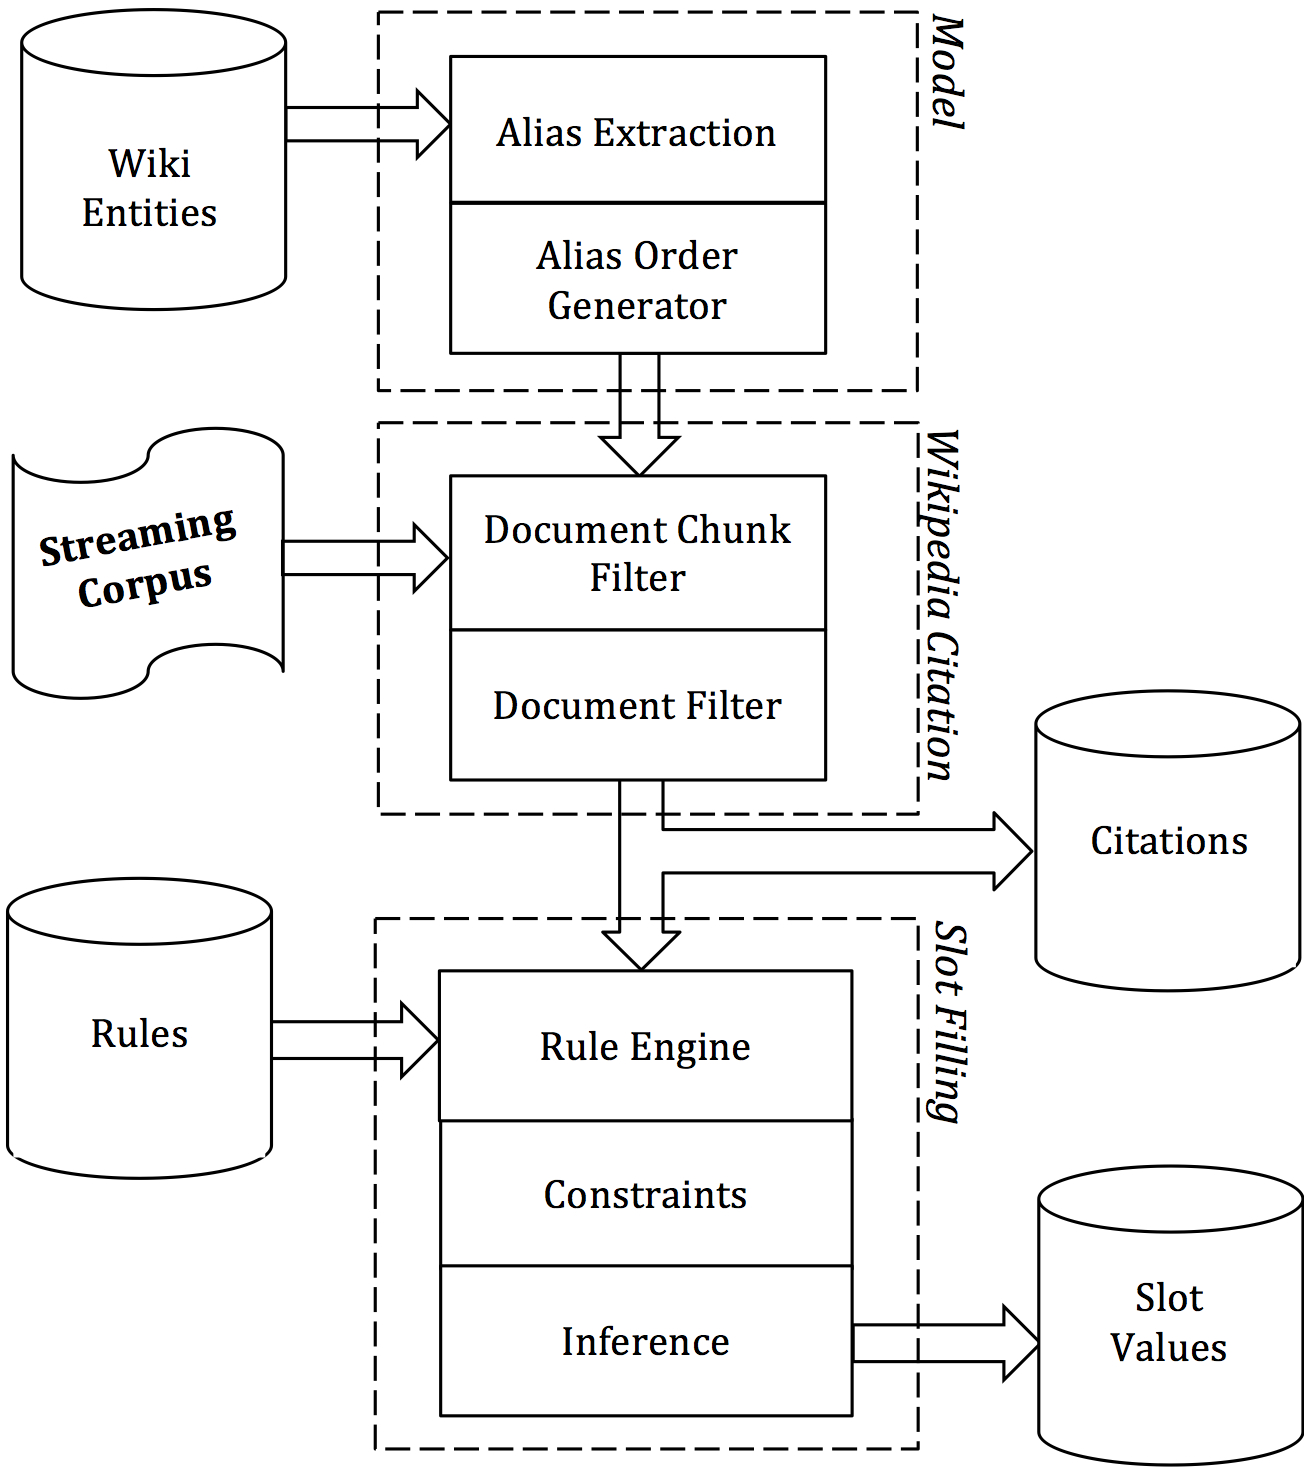 Model
Wiki
Entities
Alias Extraction
Alias Order
Generator
Wikipedia Citation
Streaming
Corpus
Document Chunk
Filter
Document Filter
Citations
Slot Filling
Rules
Rule Engine
Constraints
Inference
Slot
Values